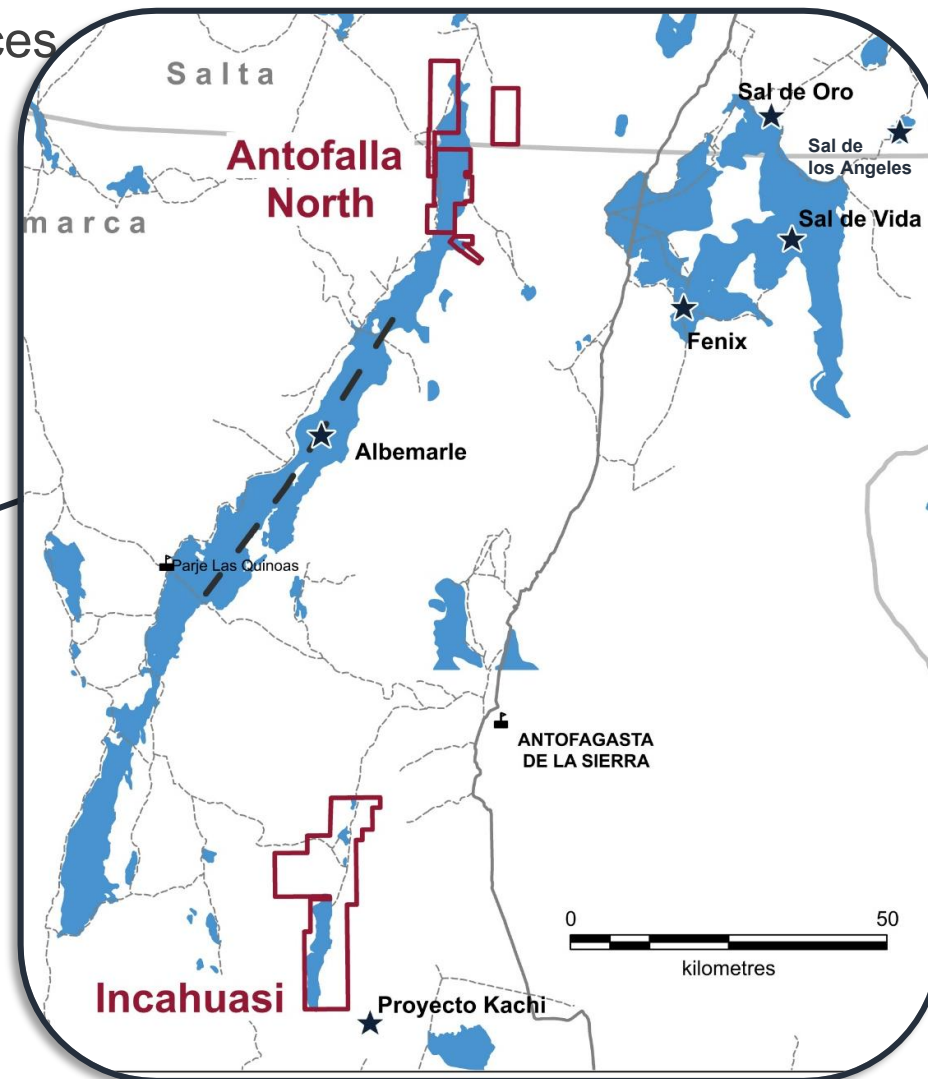 ces
Salta
Sal de Oro
Sal de
los Angeles
Antofalla
North
marca
Sal de Vida
Fenix
Albemarle
Parje Las Quinoas
ANTOFAGASTA
DE LA SIERRA
0 50
kilometres
Incahuasi
Proyecto Kachi